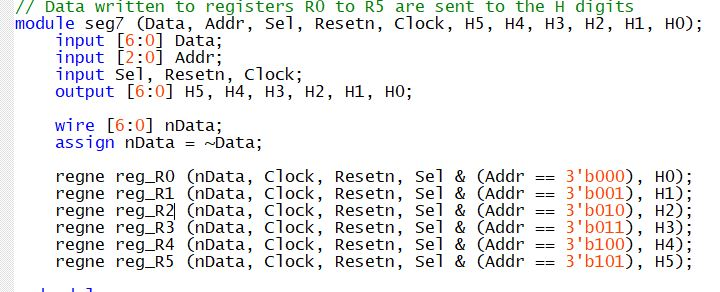 // Data written to registers R0 to R5 are sent to the H digits
module seg7 (Data, Addr, Sel, Resetn, Clock, H5, H4, H3, H2, H1, H0);
    input [6:0] Data;
    input [2:0] Addr;
    input Sel, Resetn, Clock;
    output [6:0] H5, H4, H3, H2, H1, H0;

    wire [6:0] nData;
    assign nData = ~Data;

    regne reg_R0 (nData, Clock, Resetn, Sel & (Addr == 3'b000), H0);
    regne reg_R1 (nData, Clock, Resetn, Sel & (Addr == 3'b001), H1);
    regne reg_R2 (nData, Clock, Resetn, Sel & (Addr == 3'b010), H2);
    regne reg_R3 (nData, Clock, Resetn, Sel & (Addr == 3'b011), H3);
    regne reg_R4 (nData, Clock, Resetn, Sel & (Addr == 3'b100), H4);
    regne reg_R5 (nData, Clock, Resetn, Sel & (Addr == 3'b101), H5);